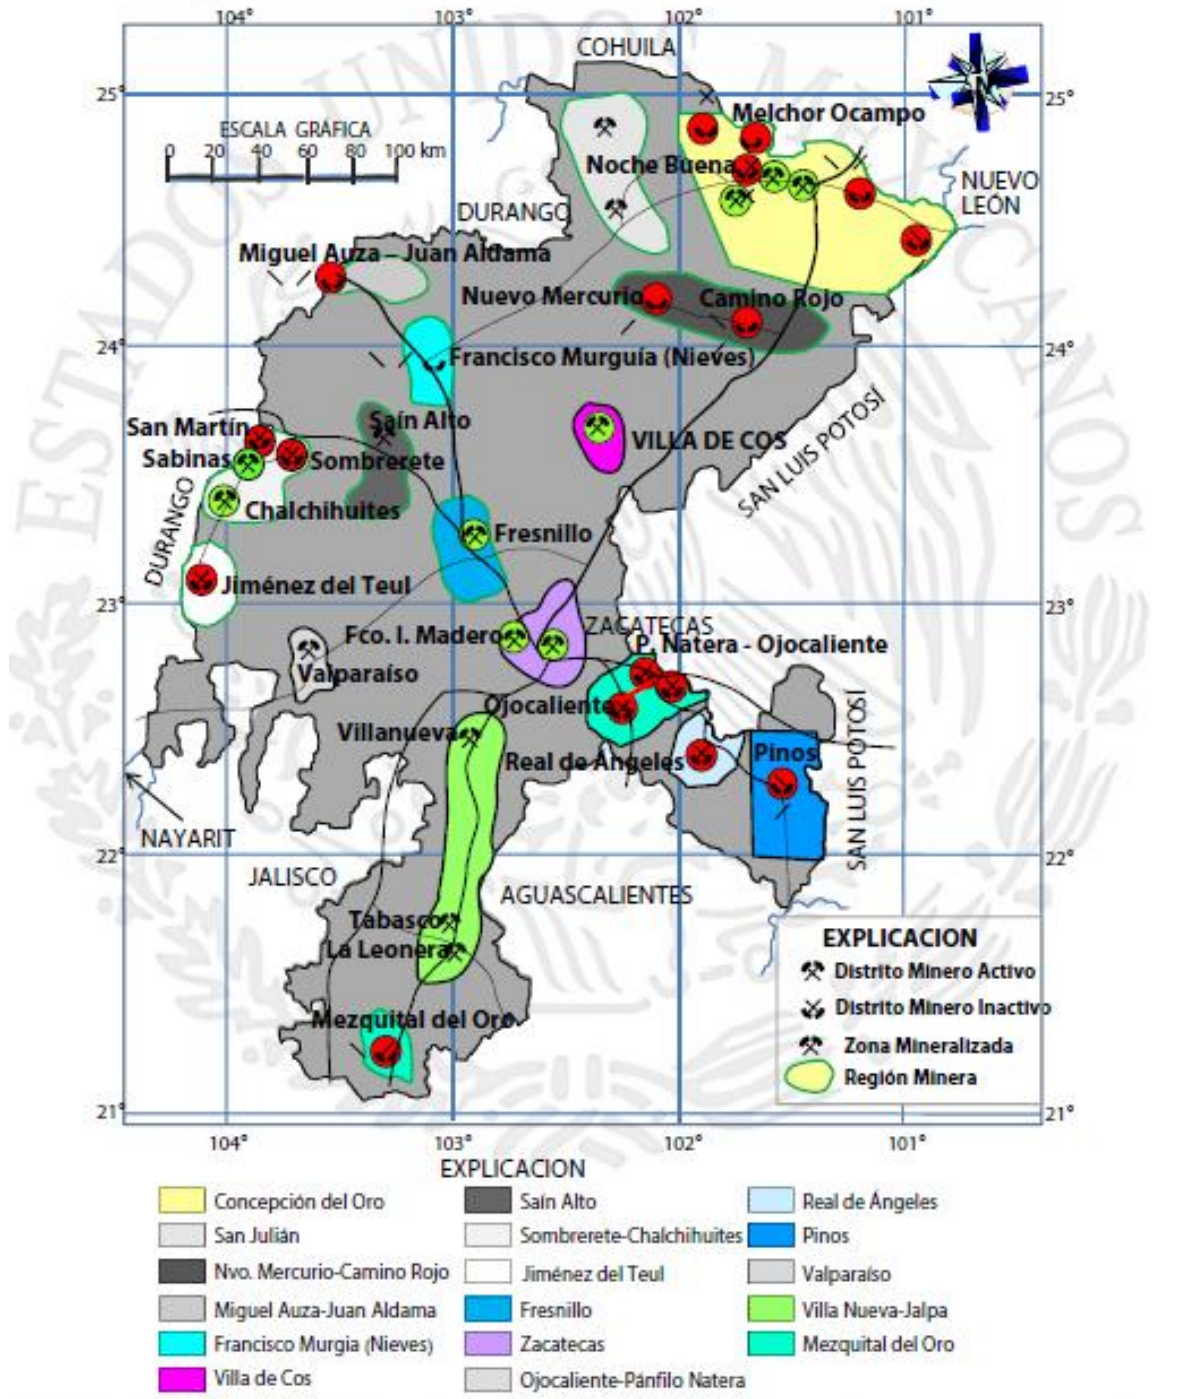 104° 103° 102° 101°
COHUILA
25° 25°
ESCALA GRÁFICA
0 20 40 60 80 100 km
Melchor Ocampo
Noche Buena
NUEVO
LEÓN
DURANGO
Miguel Auza - Juan Aldama
Nuevo Mercurio
Camino Rojo
24° 24°
Francisco Murguía (Nieves)
Saín Alto
San Martín
VILLA DE COS
Sabinas
Sombrerete
SAN LUIS POTOSÍ
Chalchihuites
DURANGO
Fresnillo
Jiménez del Teul
23° 23°
Fco. I. Madero
ZACATECAS
P. Natera - Ojocaliente
Valparaíso
Ojocaliente
Villanueva
Real de Ángeles
Pinos
SAN LUIS POTOSÍ
NAYARIT
22° 22°
JALISCO
AGUASCALIENTES
Tabasco
La Leonera
Mezquital del Oro
EXPLICACION
Distrito Minero Activo
Distrito Minero Inactivo
Zona Mineralizada
Región Minera
21° 21°
104° 103° 102° 101°
EXPLICACION
Concepción del Oro
San Julián
Nvo. Mercurio-Camino Rojo
Miguel Auza-Juan Aldama
Francisco Murgia (Nieves)
Villa de Cos
Saín Alto
Sombrerete-Chalchihuites
Jiménez del Teul
Fresnillo
Zacatecas
Ojocaliente-Pánfilo Natera
Real de Ángeles
Pinos
Valparaíso
Villa Nueva-Jalpa
Mezquital del Oro
ESTADOS UNIDOS MEXICANOS